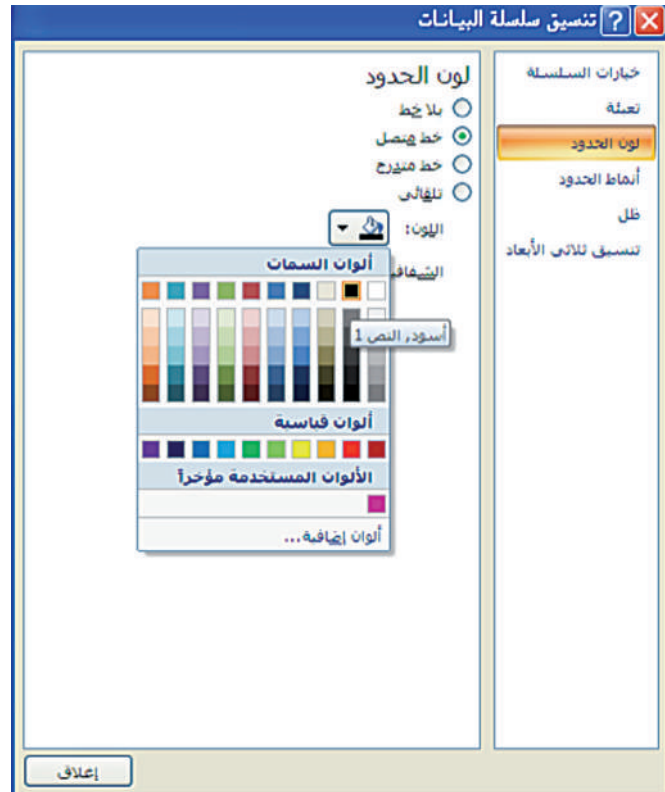 تنسيق سلسلة البيانات
خيارات السلسلة
تعبئة
لون الحدود
أنماط الحدود
ظل
تنسيق ثلاثي الأبعاد
لون الحدود
بلا خط
خط متصل
خط متدرج
تلقائي
اللون:
ألوان السمات
أسود, النص 1
ألوان قياسية
الألوان المستخدمة مؤخراً
ألوان إضافية...
إغلاق